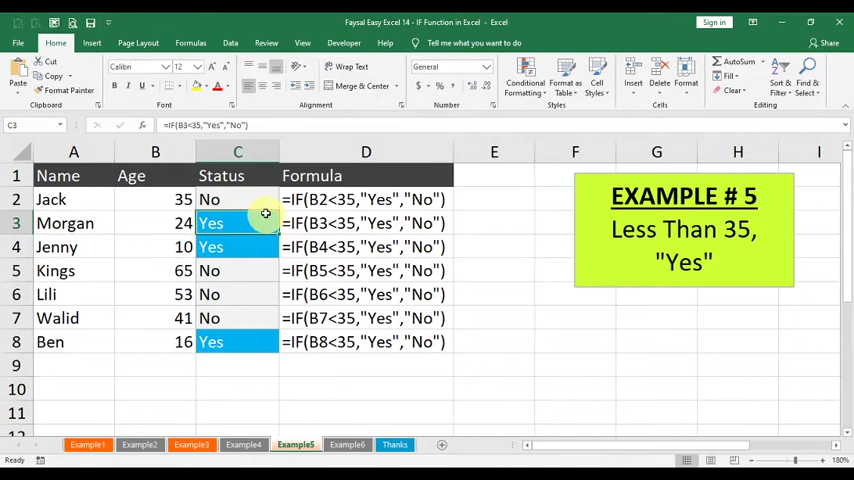 Faysal Easy Excel 14 - IF Function in Excel - Excel
Sign in
File Home Insert Page Layout Formulas Data Review View Developer Help Tell me what you want to do Share
Paste
Cut
Copy
Format Painter
Clipboard
Calibri 12
B I U
Font
Wrap Text
Merge & Center
Alignment
General
$ % ,
Number
Conditional Formatting
Format as Table
Cell Styles
Styles
Insert Delete Format
Cells
AutoSum
Fill
Clear
Sort & Filter
Find & Select
Editing
C3 fx =IF(B3<35,"Yes","No")
A B C D E F G H I
1 Name Age Status Formula
2 Jack 35 No =IF(B2<35,"Yes","No")
3 Morgan 24 Yes =IF(B3<35,"Yes","No")
4 Jenny 10 Yes =IF(B4<35,"Yes","No")
5 Kings 65 No =IF(B5<35,"Yes","No")
6 Lili 53 No =IF(B6<35,"Yes","No")
7 Walid 41 No =IF(B7<35,"Yes","No")
8 Ben 16 Yes =IF(B8<35,"Yes","No")
9
10
11
EXAMPLE # 5
Less Than 35,
"Yes"
Example1 Example2 Example3 Example4 Example5 Example6 Thanks
Ready
180%